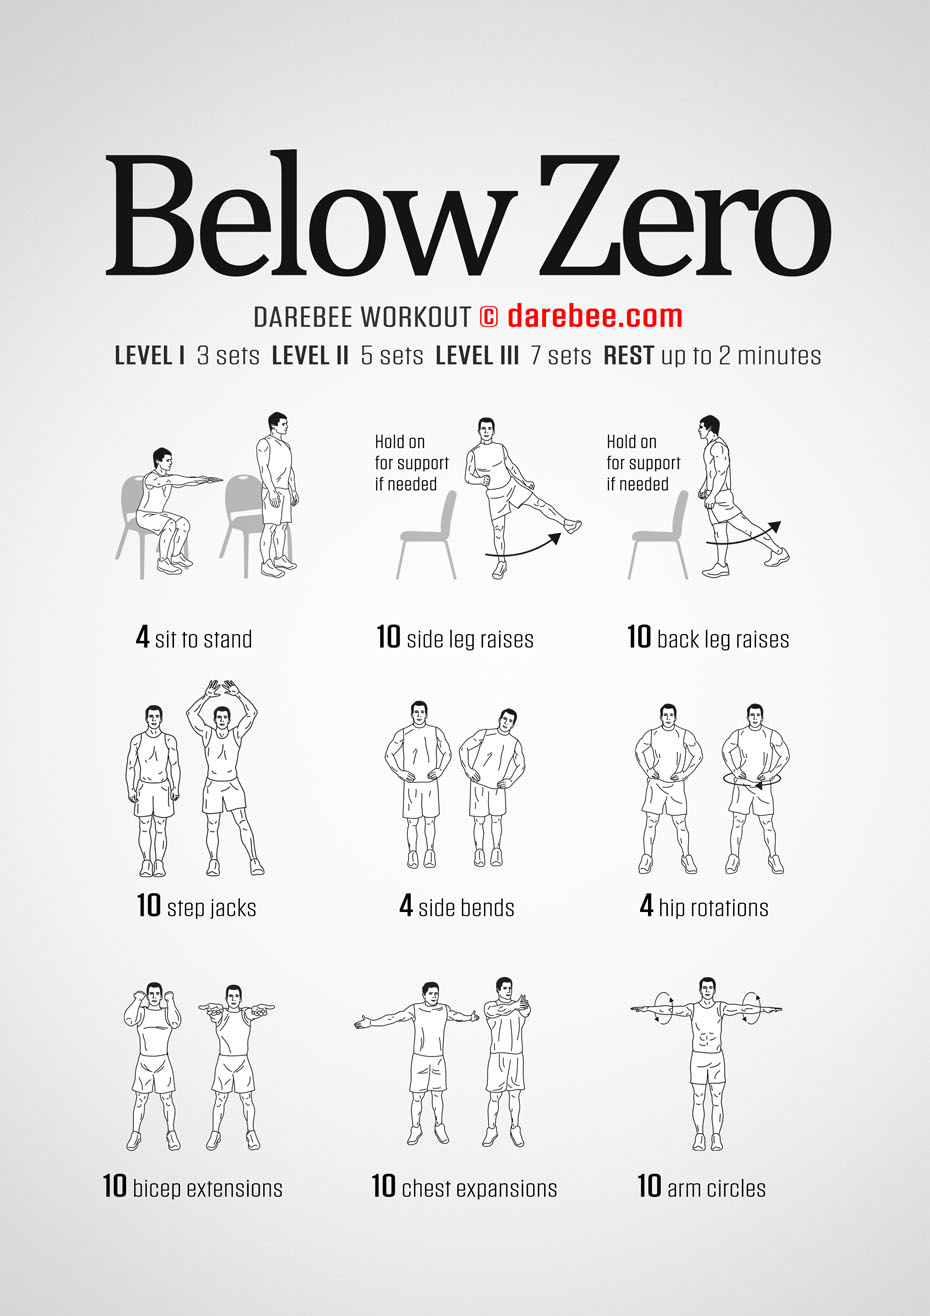 Below Zero
DAREBEE WORKOUT © darebee.com
LEVEL I 3 sets LEVEL II 5 sets LEVEL III 7 sets REST up to 2 minutes
Hold on
for support
if needed
Hold on
for support
if needed
4 sit to stand
10 side leg raises
10 back leg raises
10 step jacks
4 side bends
4 hip rotations
10 bicep extensions
10 chest expansions
10 arm circles